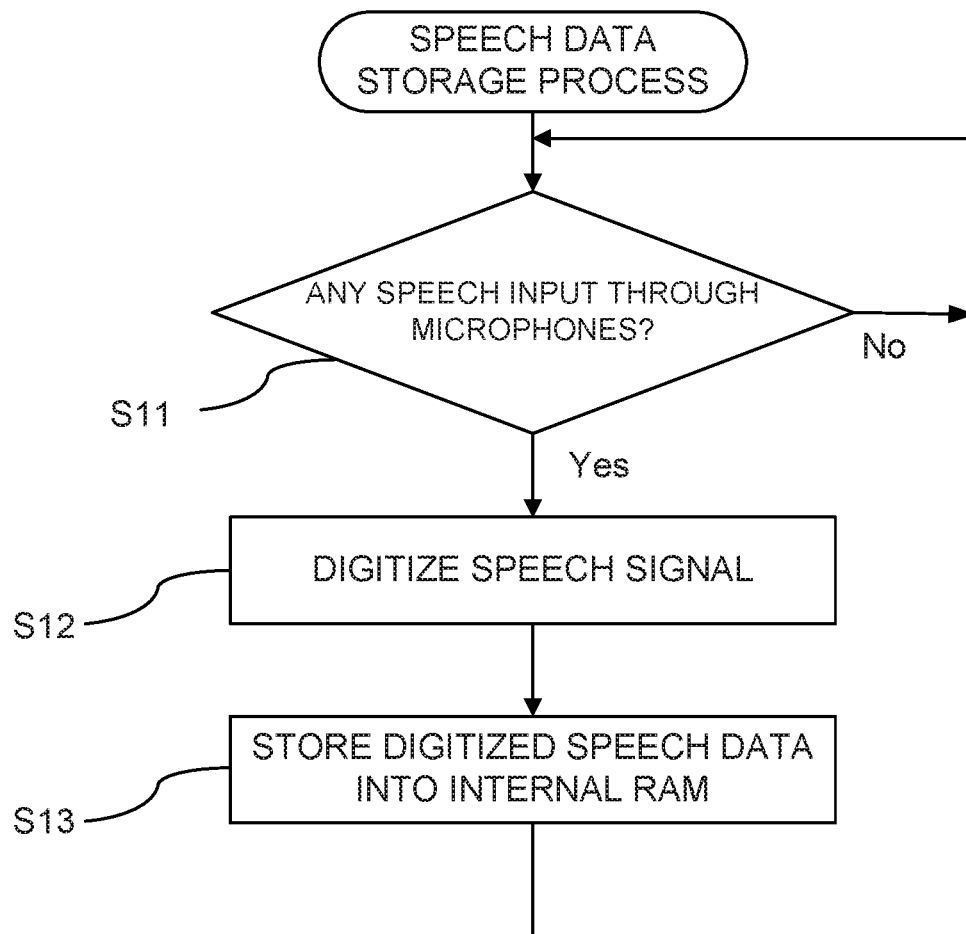 SPEECH DATA
STORAGE PROCESS
ANY SPEECH INPUT THROUGH
MICROPHONES?
No
S11
Yes
DIGITIZE SPEECH SIGNAL
S12
STORE DIGITIZED SPEECH DATA
INTO INTERNAL RAM
S13